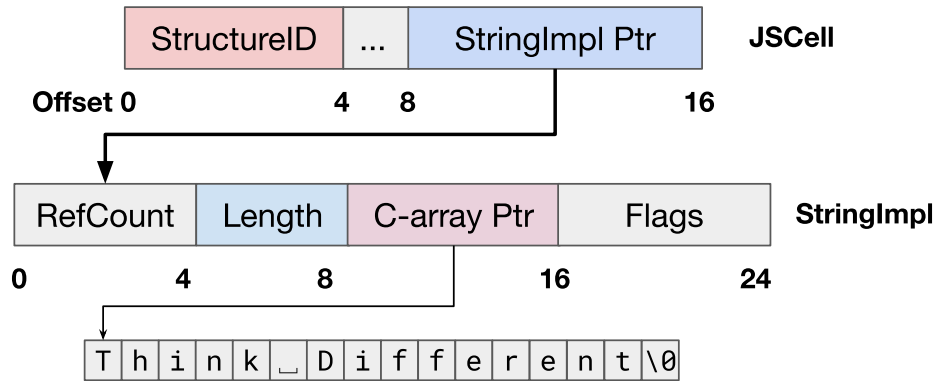 StructureID ... StringImpl Ptr JSCell
Offset 0 4 8 16
RefCount Length C-array Ptr Flags StringImpl
0 4 8 16 24
T h i n k ␣ D i f f e r e n t \0